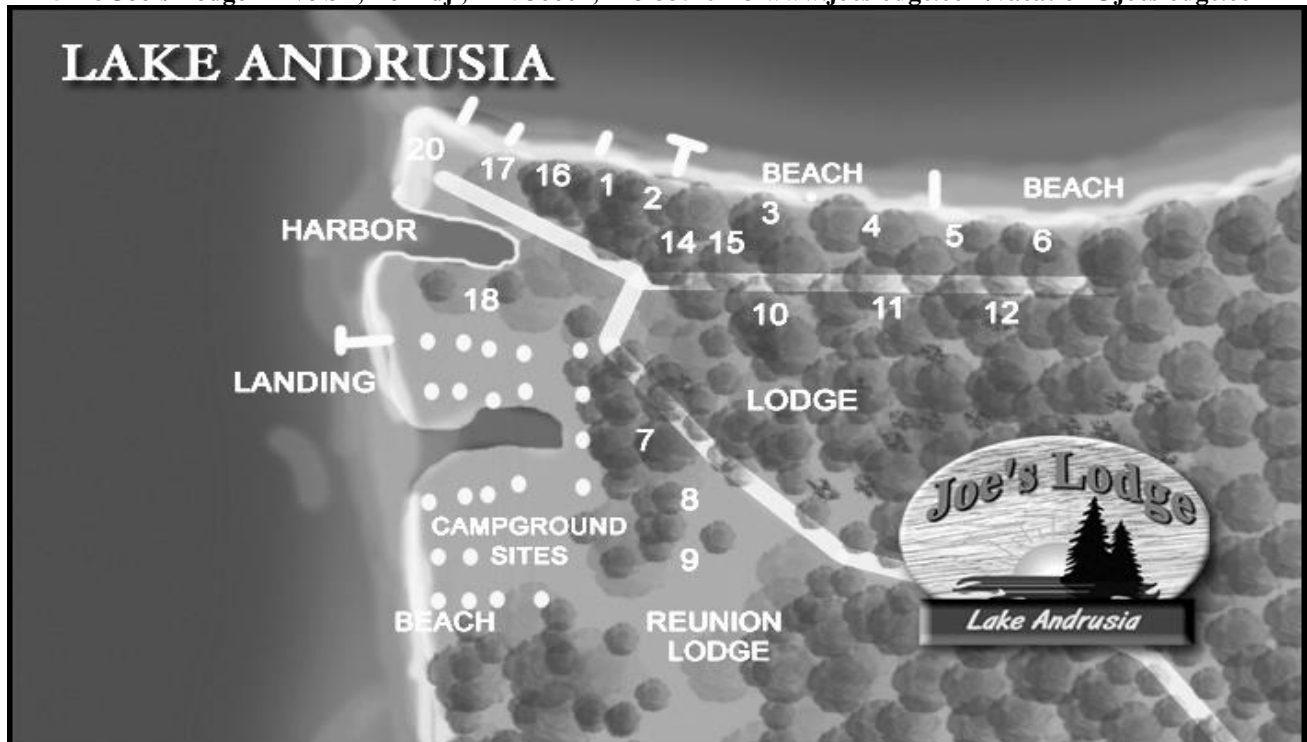 LAKE ANDRUSIA
20
17
16
1
2
BEACH
3
4
5
BEACH
6
HARBOR
14
15
18
10
11
12
LANDING
LODGE
7
8
CAMPGROUND
SITES
9
BEACH
REUNION
LODGE
Joe's Lodge
Lake Andrusia